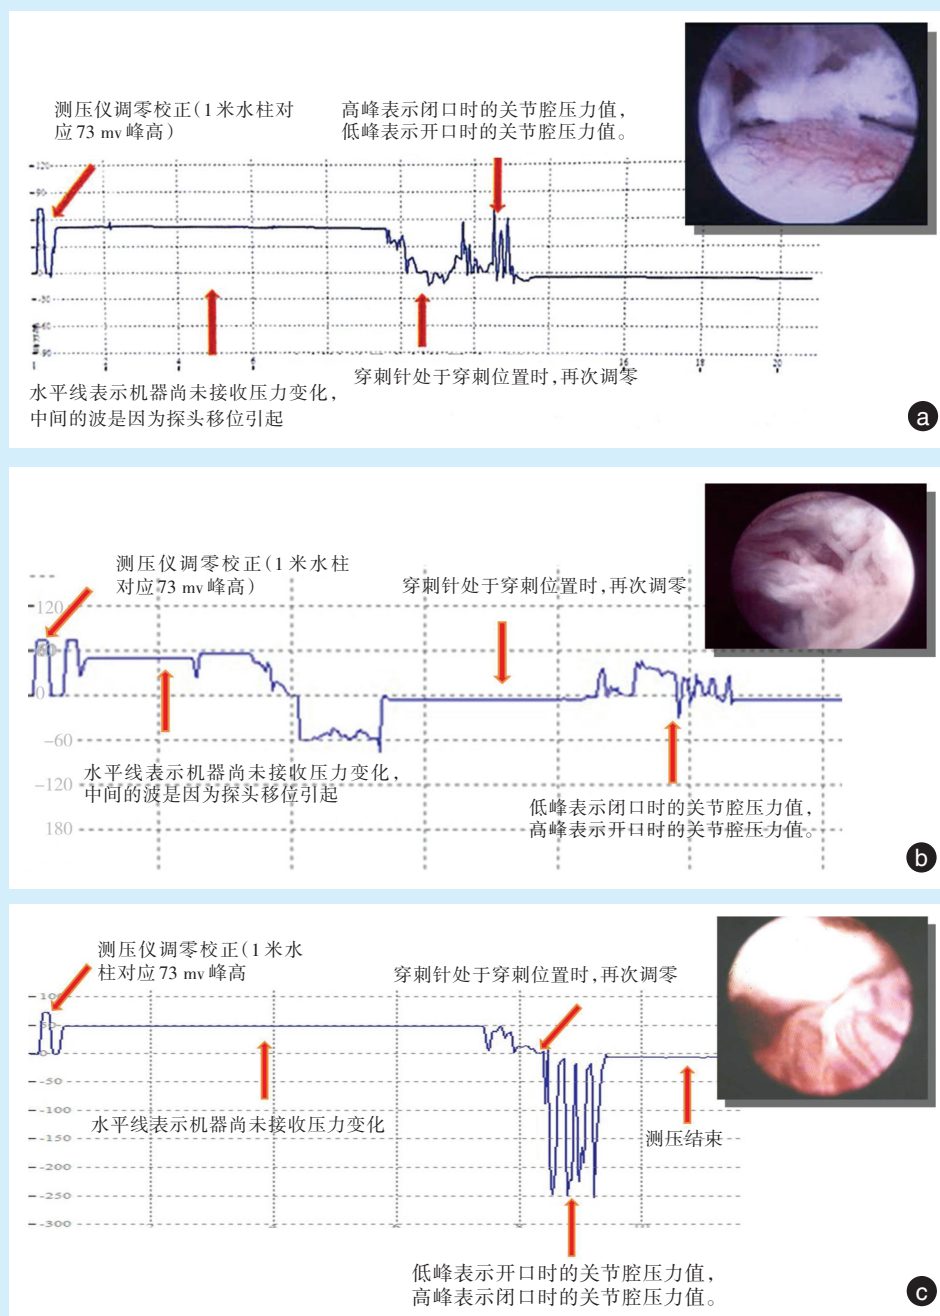 测压仪调零校正(1米水柱对
应73 mv峰高)
高峰表示闭口时的关节腔压力值,
低峰表示开口时的关节腔压力值。
120
90
0
水平线表示机器尚未接收压力变化,
中间的波是因为探头移位引起
穿刺针处于穿刺位置时,再次调零
a
测压仪调零校正(1米水柱
对应73 mv峰高)
穿刺针处于穿刺位置时,再次调零
120
60
0
-60
-120
180
水平线表示机器尚未接收压力变化,
中间的波是因为探头移位引起
低峰表示闭口时的关节腔压力值,
高峰表示开口时的关节腔压力值。
b
测压仪调零校正(1米水
柱对应73 mv峰高
穿刺针处于穿刺位置时,再次调零
50
0
-50
-100
-150
-200
-250
-300
水平线表示机器尚未接收压力变化
测压结束
低峰表示开口时的关节腔压力值,
高峰表示闭口时的关节腔压力值。
c